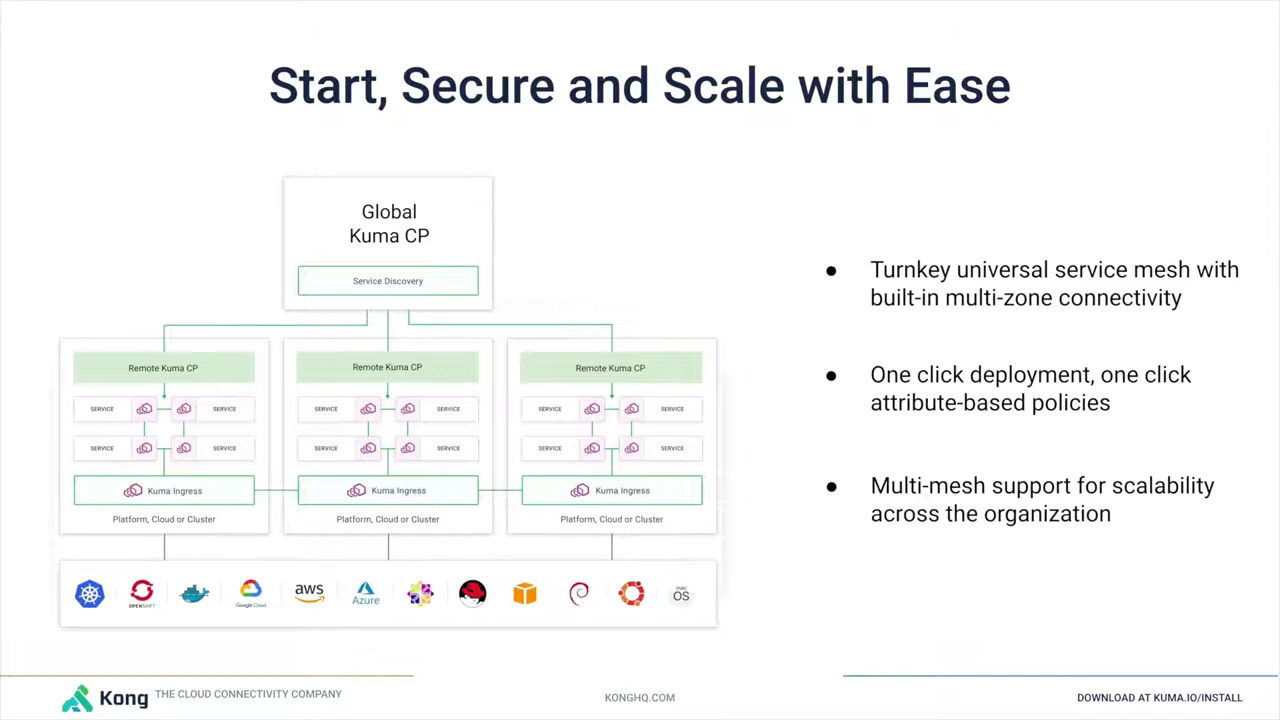 Start, Secure and Scale with Ease
Global
Kuma CP
Service Discovery
Remote Kuma CP
SERVICE
SERVICE
SERVICE
SERVICE
Kuma Ingress
Platform, Cloud or Cluster
Remote Kuma CP
SERVICE
SERVICE
SERVICE
SERVICE
Kuma Ingress
Platform, Cloud or Cluster
Remote Kuma CP
SERVICE
SERVICE
SERVICE
SERVICE
Kuma Ingress
Platform, Cloud or Cluster
OPENSHIFT
Google Cloud
aws
Azure
mac
OS
Turnkey universal service mesh with
built-in multi-zone connectivity
One click deployment, one click
attribute-based policies
Multi-mesh support for scalability
across the organization
Kong
THE CLOUD CONNECTIVITY COMPANY
KONGHQ.COM
DOWNLOAD AT KUMA.IO/INSTALL